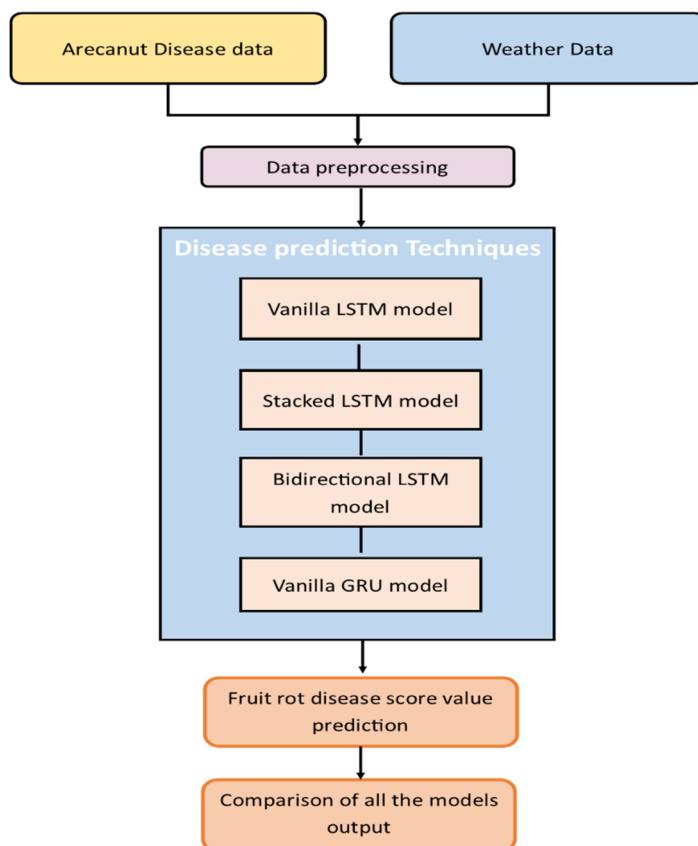 Arecanut Disease data
Weather Data
Data preprocessing
Disease prediction Techniques
Vanilla LSTM model
Stacked LSTM model
Bidirectional LSTM
model
Vanilla GRU model
Fruit rot disease score value
prediction
Comparison of all the models
output